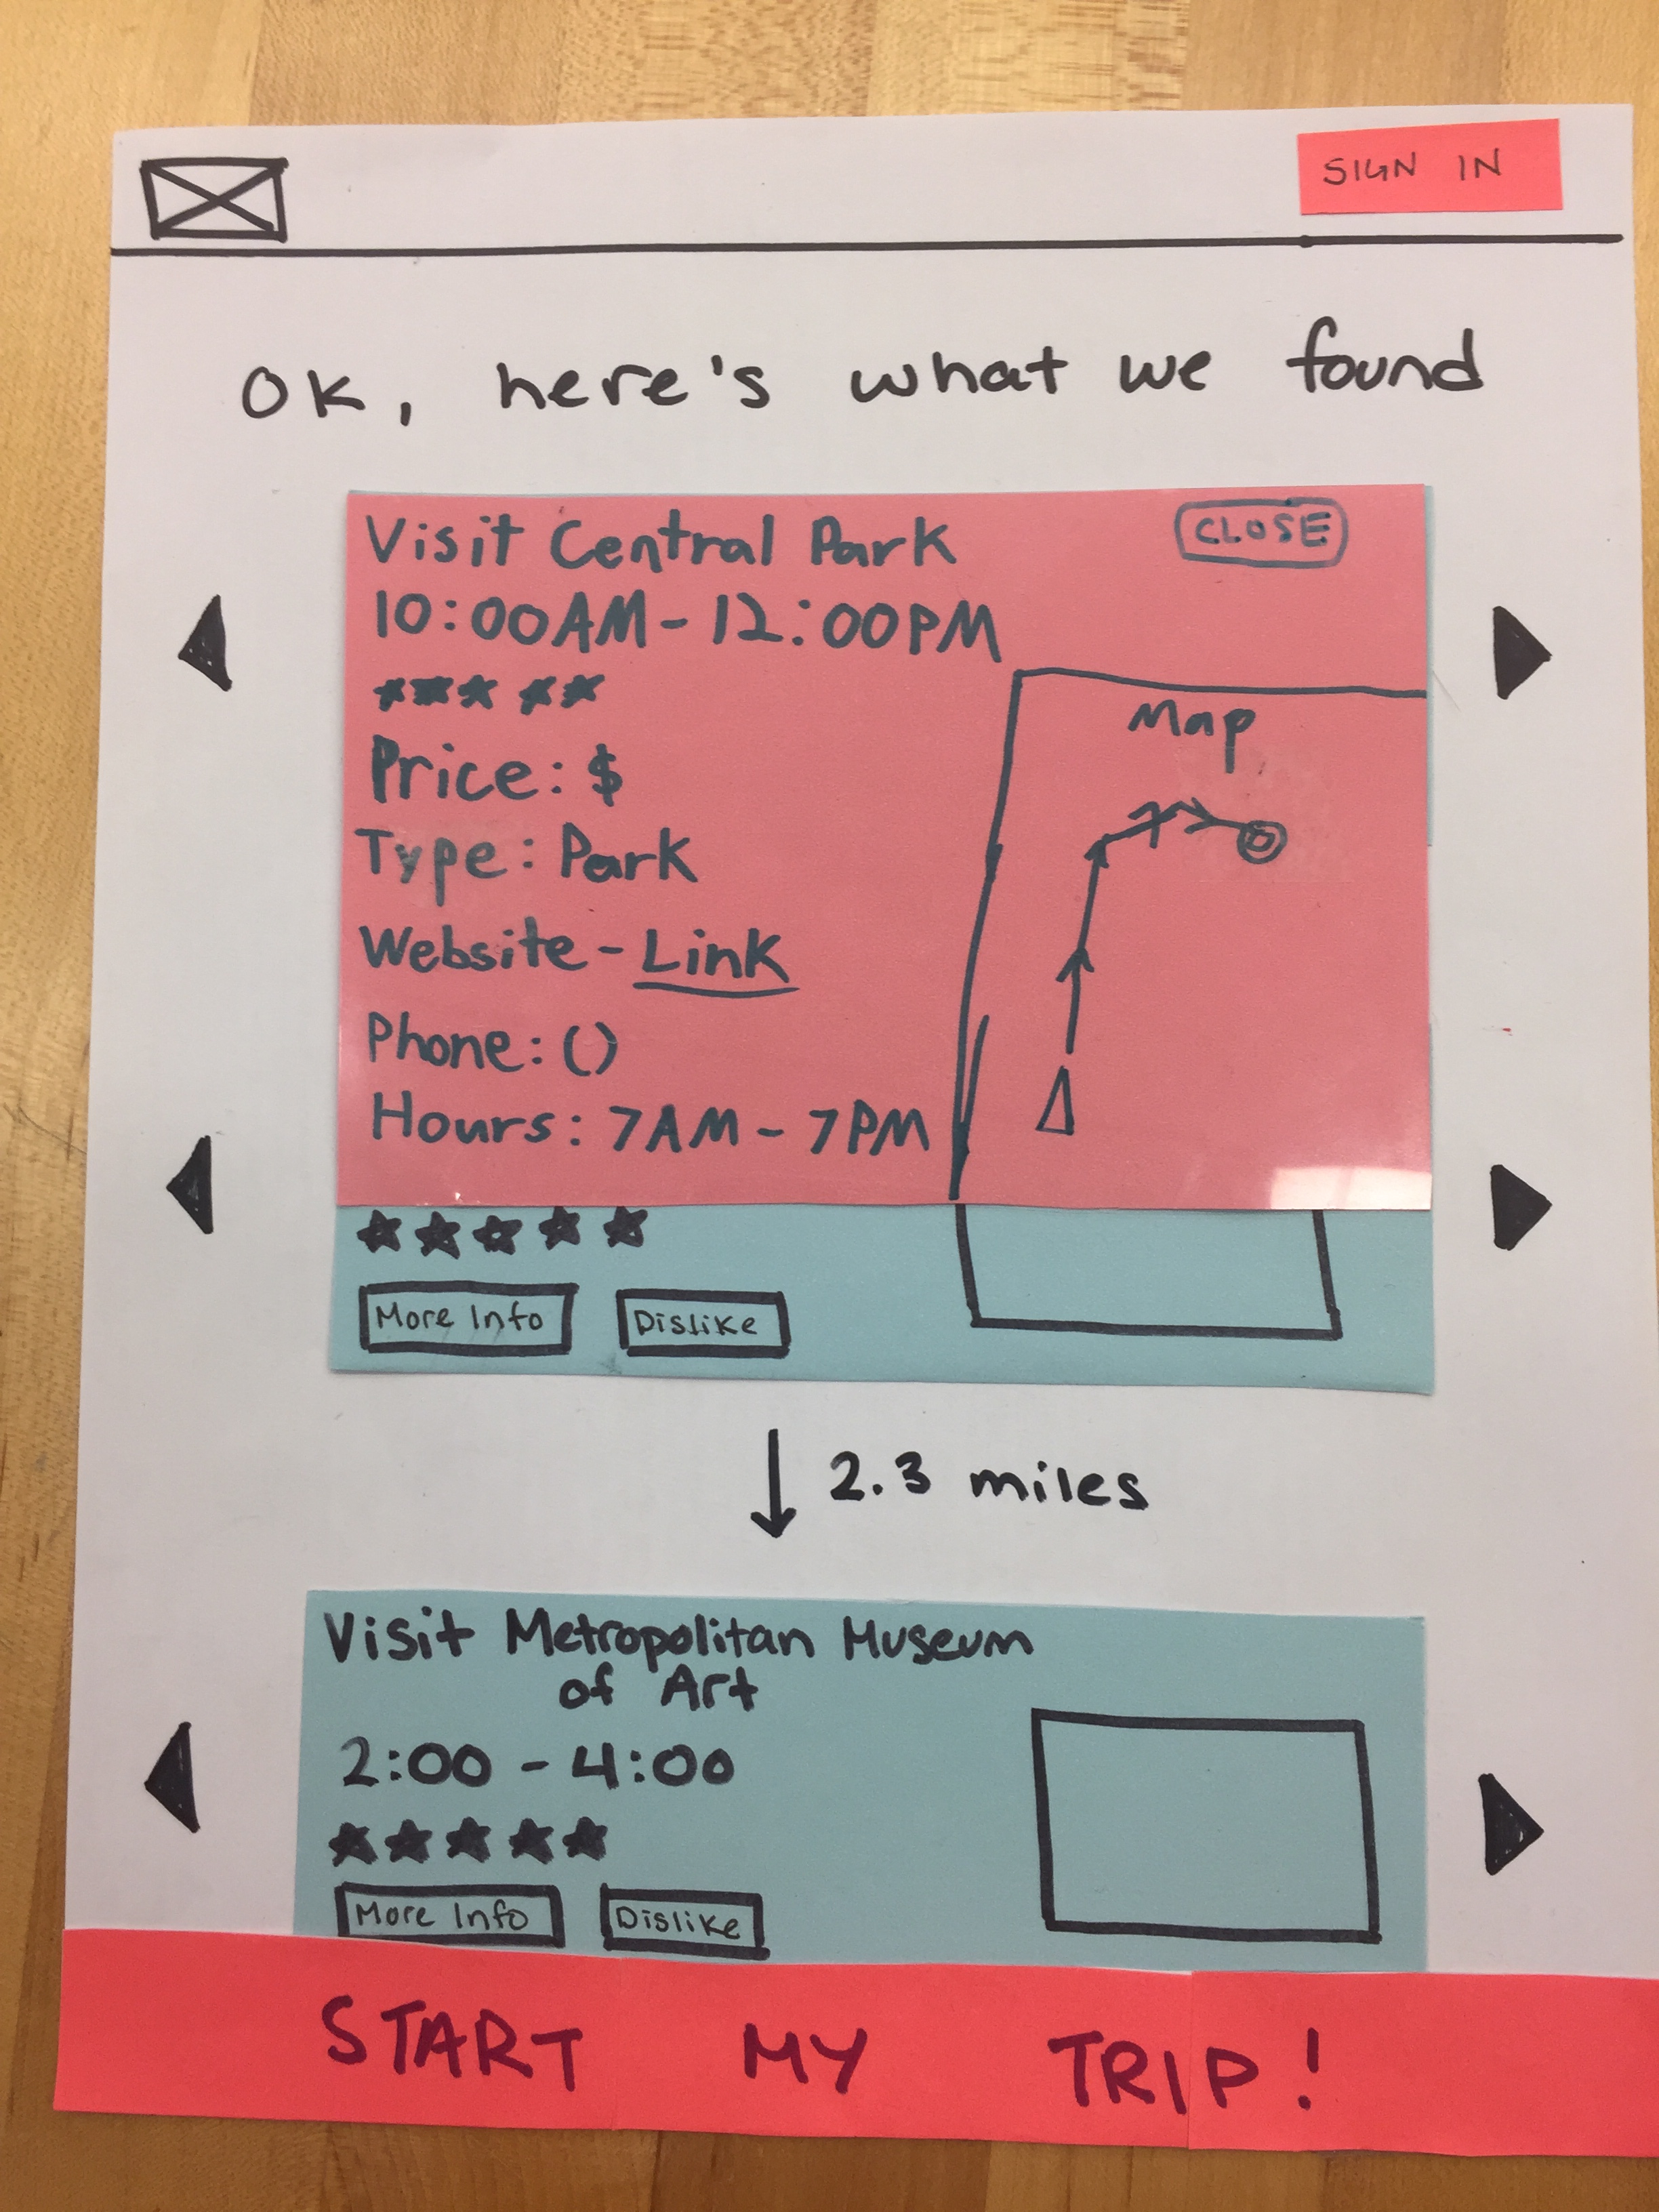 SIGN IN
OK, here's what we found
Visit Central Park
CLOSE
10:00AM - 12:00PM
Map
Price: $
Type: Park
Website - Link
Phone: ()
Hours: 7AM - 7PM
More Info
Dislike
2.3 miles
Visit Metropolitan Museum
of Art
2:00 - 4:00
More Info
Dislike
START MY TRIP!